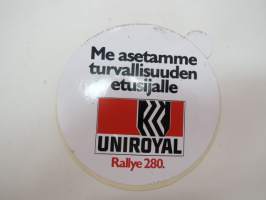 Me asetamme
turvallisuuden
etusijalle
UNIROYAL
Rallye 280.